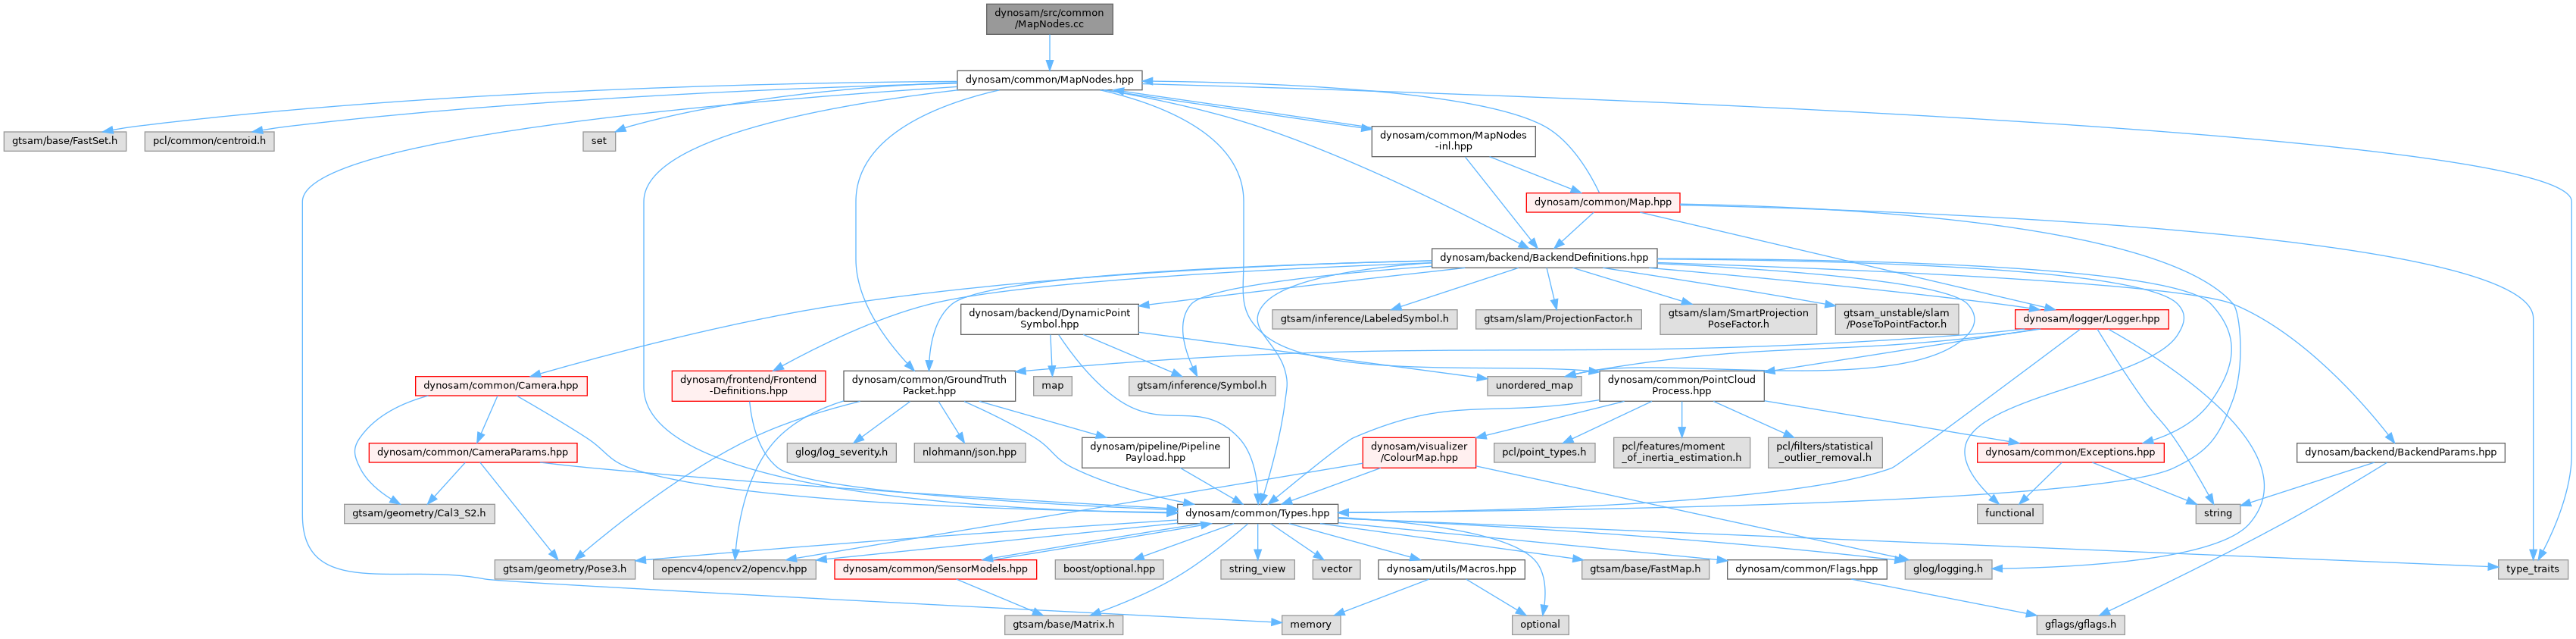 dynosam/src/common
/MapNodes.cc
dynosam/common/MapNodes.hpp
gtsam/base/FastSet.h
pcl/common/centroid.h
set
dynosam/common/MapNodes
-inl.hpp
dynosam/common/Map.hpp
dynosam/backend/BackendDefinitions.hpp
dynosam/backend/DynamicPoint
Symbol.hpp
gtsam/inference/LabeledSymbol.h
gtsam/slam/ProjectionFactor.h
gtsam/slam/SmartProjection
PoseFactor.h
gtsam_unstable/slam
/PoseToPointFactor.h
dynosam/logger/Logger.hpp
dynosam/common/Camera.hpp
dynosam/frontend/Frontend
-Definitions.hpp
dynosam/common/GroundTruth
Packet.hpp
map
gtsam/inference/Symbol.h
unordered_map
dynosam/common/PointCloud
Process.hpp
dynosam/common/CameraParams.hpp
glog/log_severity.h
nlohmann/json.hpp
dynosam/pipeline/Pipeline
Payload.hpp
dynosam/visualizer
/ColourMap.hpp
pcl/point_types.h
pcl/features/moment
_of_inertia_estimation.h
pcl/filters/statistical
_outlier_removal.h
dynosam/common/Exceptions.hpp
dynosam/backend/BackendParams.hpp
gtsam/geometry/Cal3_S2.h
dynosam/common/Types.hpp
functional
string
gtsam/geometry/Pose3.h
opencv4/opencv2/opencv.hpp
dynosam/common/SensorModels.hpp
boost/optional.hpp
string_view
vector
dynosam/utils/Macros.hpp
gtsam/base/FastMap.h
dynosam/common/Flags.hpp
glog/logging.h
type_traits
gtsam/base/Matrix.h
memory
optional
gflags/gflags.h